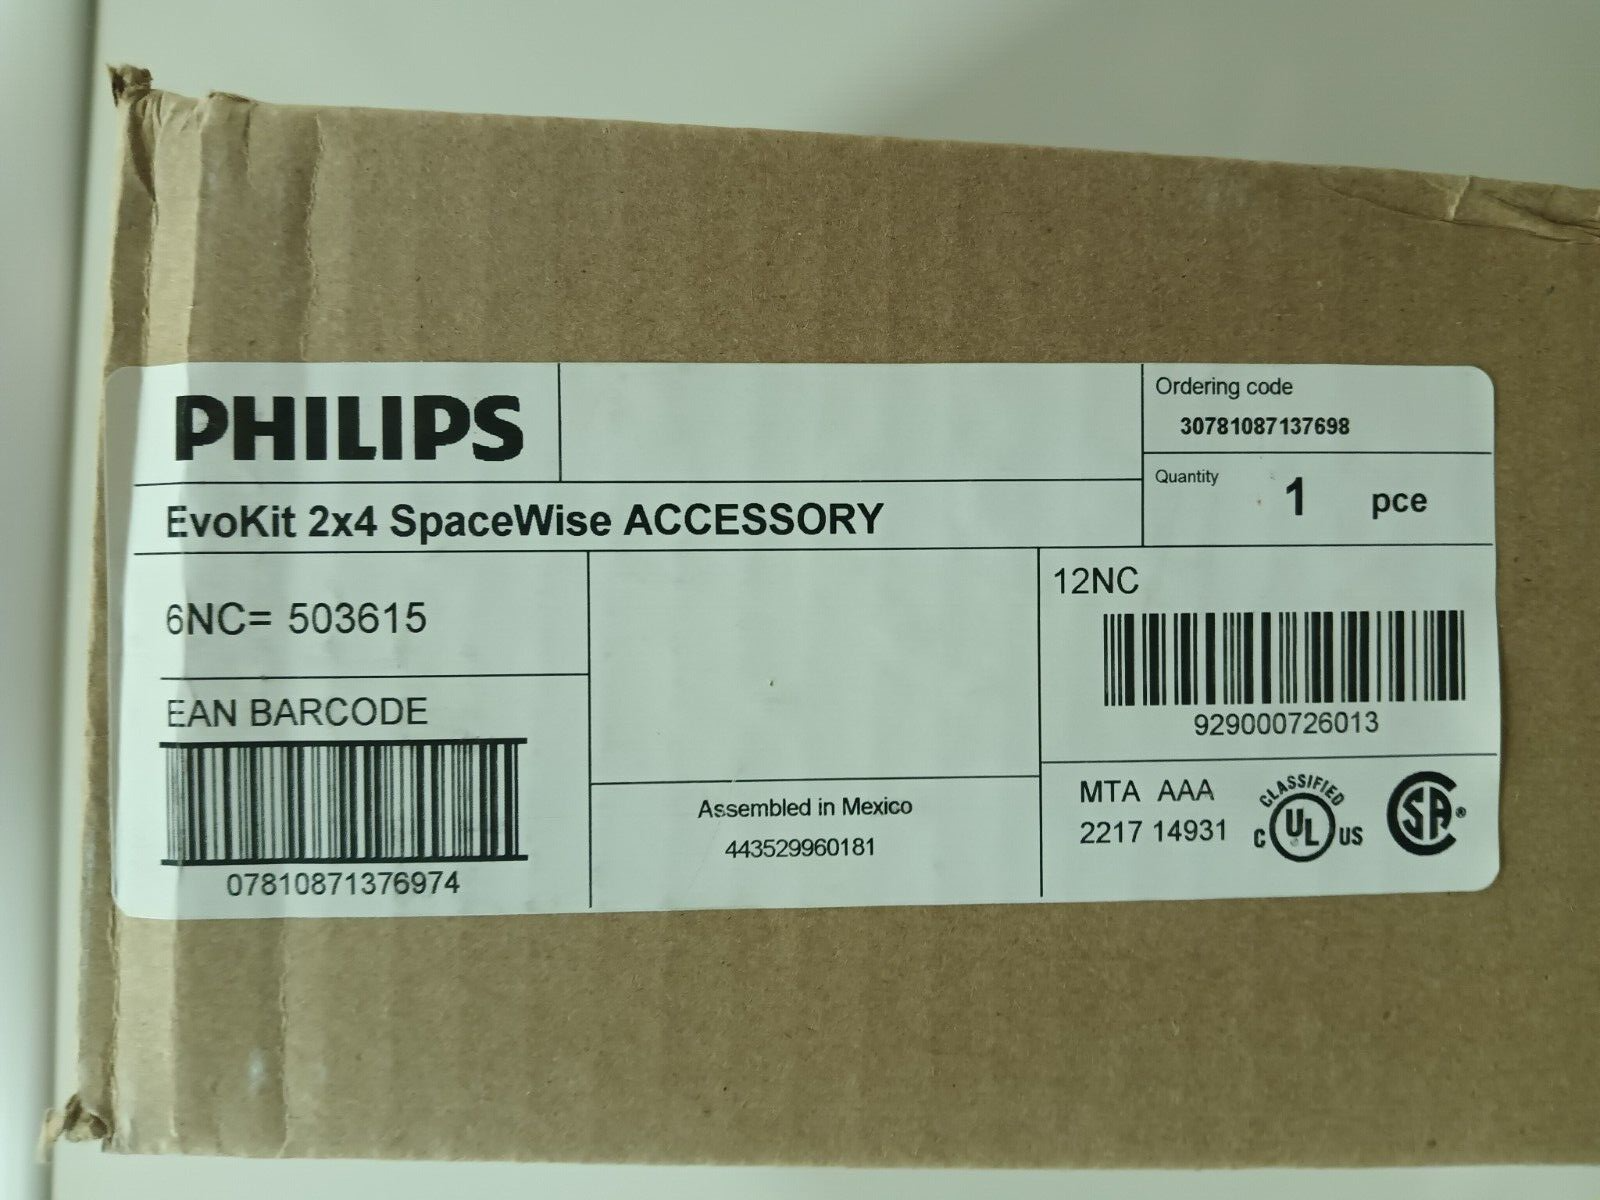 PHILIPS
Ordering code
30781087137698
Quantity
1 pce
EvoKit 2x4 SpaceWise ACCESSORY
6NC= 503615
EAN BARCODE
07810871376974
Assembled in Mexico
443529960181
12NC
929000726013
MTA AAA
2217 14931
CLASSIFIED
C UL US
SA ®